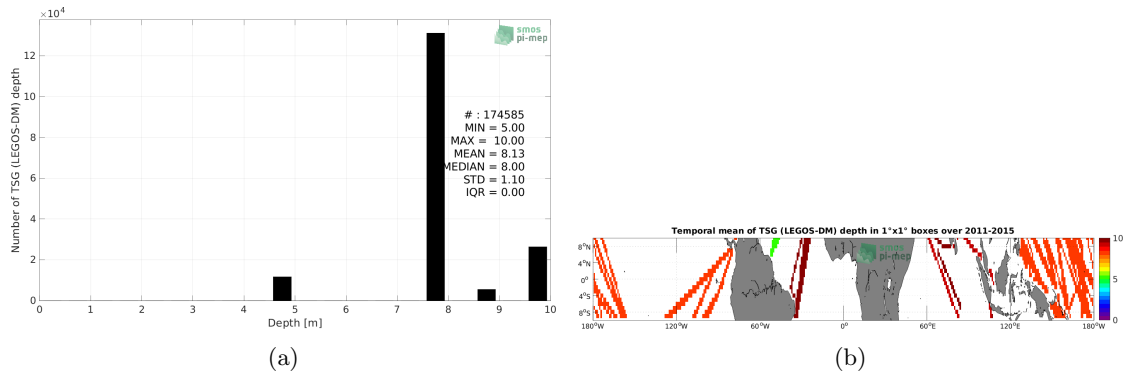 ×10⁴
smos
pi-mep
12
10
8
6
4
2
0
Number of TSG (LEGOS-DM) depth
# : 174585
MIN = 5.00
MAX = 10.00
MEAN = 8.13
MEDIAN = 8.00
STD = 1.10
IQR = 0.00
0 1 2 3 4 5 6 7 8 9 10
Depth [m]
(a)
Temporal mean of TSG (LEGOS-DM) depth in 1°x1° boxes over 2011-2015
smos
pi-mep
8°N
4°N
0°
4°S
8°S
180°W 120°W 60°W 0° 60°E 120°E 180°W
10
5
0
(b)